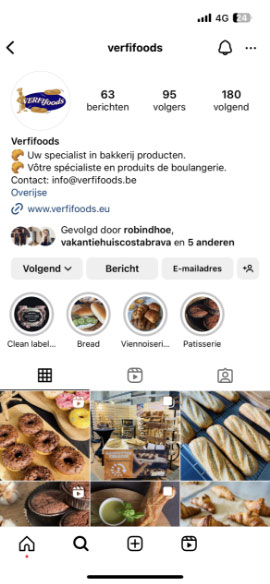 4G 24
verfifoods
VERFIFOODS
63 95 180
berichten volgers volgend
Verfifoods
Uw specialist in bakkerij producten.
Vôtre spécialiste en produits de boulangerie.
Contact: info@verfifoods.be
Overijse
www.verfifoods.eu
Gevolgd door robindhoe,
vakantiehuiscostabrava en 5 anderen
Volgend Bericht E-mailadres
Clean label... Bread Viennoiseri... Patisserie